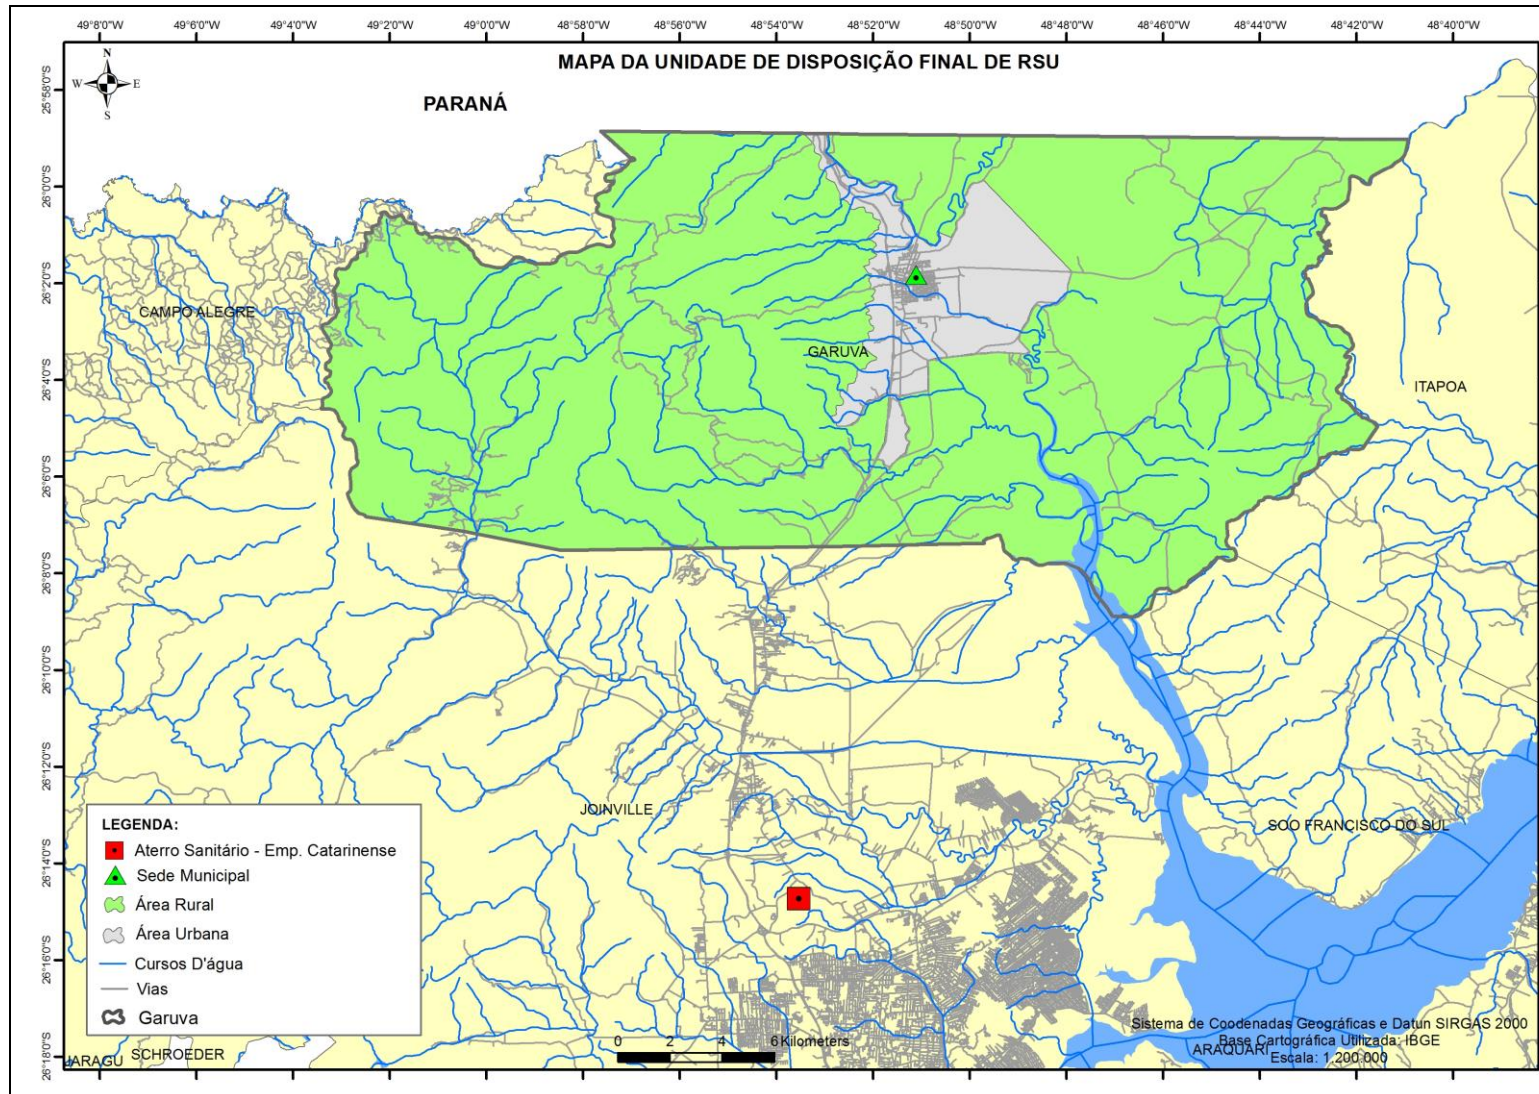 49°8'0"W 49°6'0"W 49°4'0"W 49°2'0"W 49°0'0"W 48°58'0"W 48°56'0"W 48°54'0"W 48°52'0"W 48°50'0"W 48°48'0"W 48°46'0"W 48°44'0"W 48°42'0"W 48°40'0"W
N
W E
S
MAPA DA UNIDADE DE DISPOSIÇÃO FINAL DE RSU
PARANÁ
25°58'0"S
26°0'0"S
26°2'0"S
26°4'0"S
26°6'0"S
26°8'0"S
26°10'0"S
26°12'0"S
26°14'0"S
26°16'0"S
26°18'0"S
CAMPO ALEGRE
GARUVA
ITAPOA
JOINVILLE
SOO FRANCISCO DO SUL
LEGENDA:
Aterro Sanitário - Emp. Catarinense
Sede Municipal
Área Rural
Área Urbana
Cursos D'água
Vias
Garuva
JARAGU
SCHROEDER
0 2 4 6 Kilometers
ARAQUARI
Sistema de Coodenadas Geográficas e Datun SIRGAS 2000
Base Cartográfica Utilizada: IBGE
Escala: 1:200.000